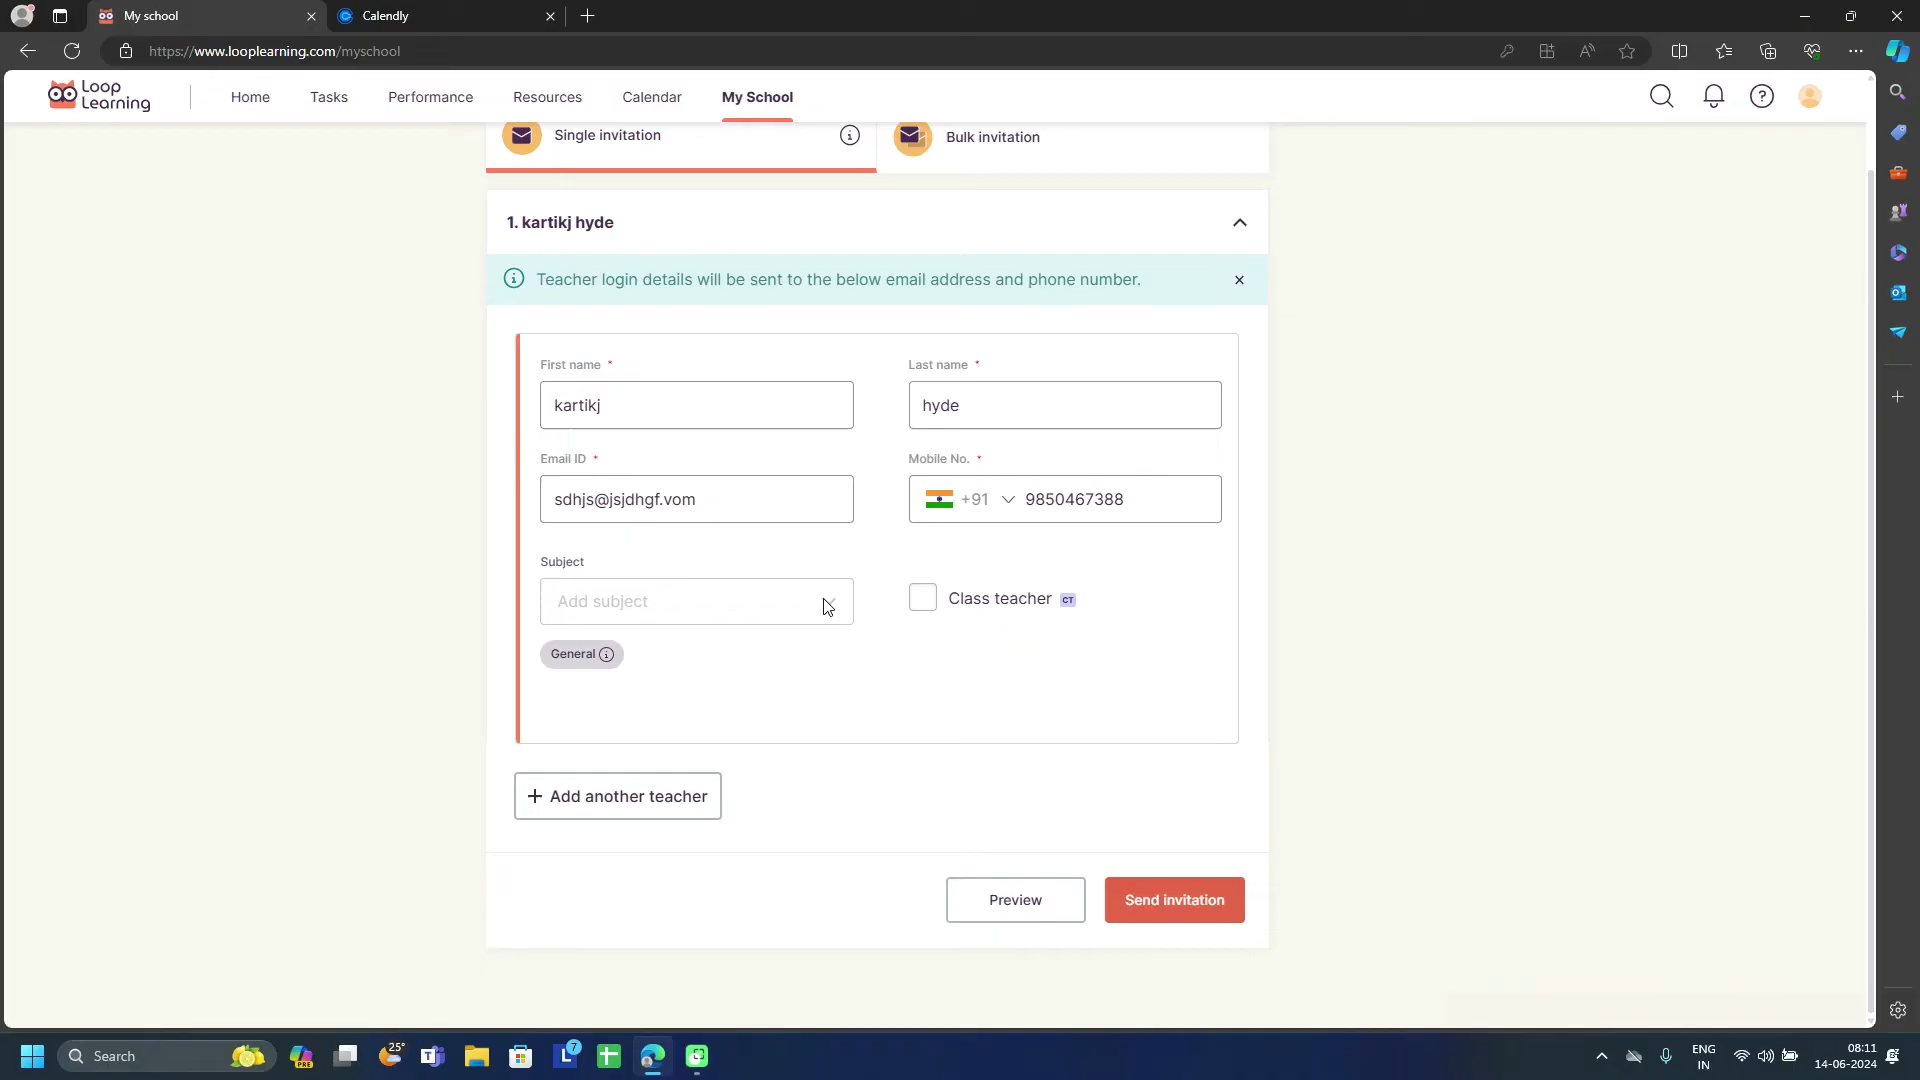 My school
Calendly
https://www.looplearning.com/myschool
Loop
Learning
Home
Tasks
Performance
Resources
Calendar
My School
Single invitation
Bulk invitation
1. kartikj hyde
Teacher login details will be sent to the below email address and phone number.
First name *
Last name *
kartikj
hyde
Email ID *
Mobile No. *
sdhjs@jsjdhgf.vom
+91 9850467388
Subject
Add subject
Class teacher CT
General
+ Add another teacher
Preview
Send invitation
Search
PRE
25°
7
ENG
IN
08:11
14-06-2024